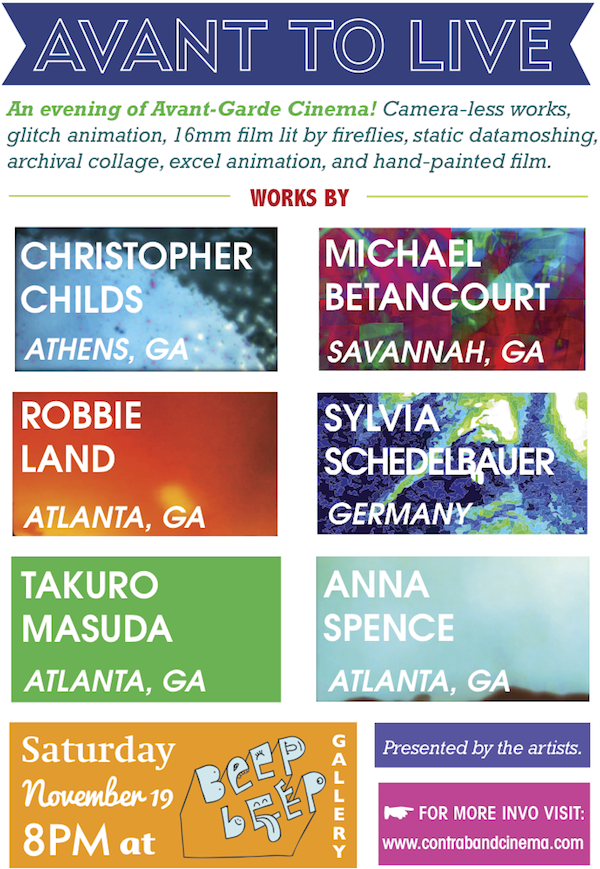 AVANT TO LIVE
An evening of Avant-Garde Cinema! Camera-less works,
glitch animation, 16mm film lit by fireflies, static datamoshing,
archival collage, excel animation, and hand-painted film.
WORKS BY
CHRISTOPHER
CHILDS
ATHENS, GA
MICHAEL
BETANCOURT
SAVANNAH, GA
ROBBIE
LAND
ATLANTA, GA
SYLVIA
SCHEDELBAUER
GERMANY
TAKURO
MASUDA
ATLANTA, GA
ANNA
SPENCE
ATLANTA, GA
Saturday
November 19
8PM at
BEEP
BEEP
GALLERY
Presented by the artists.
FOR MORE INVO VISIT:
www.contrabandcinema.com